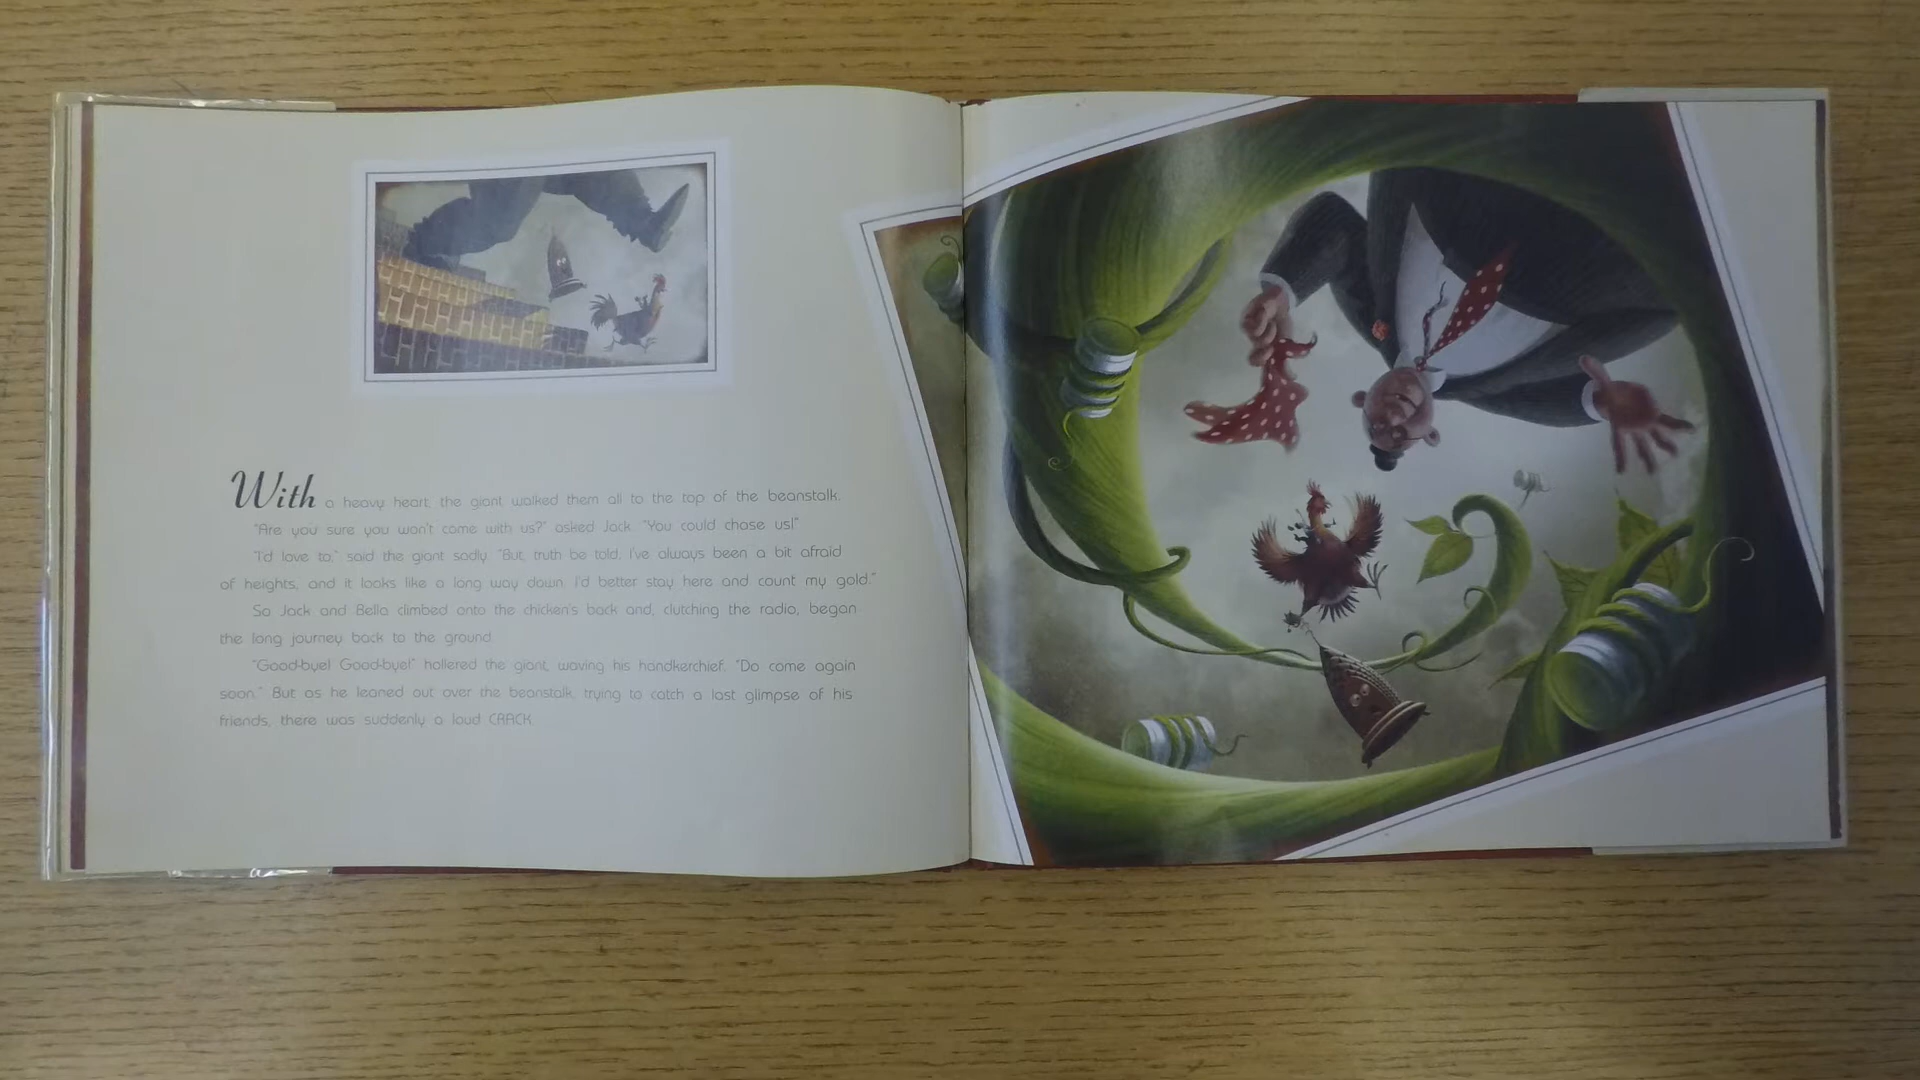 With a heavy heart, the giant walked them all to the top of the beanstalk.
"Are you sure you won't come with us?" asked Jack. "You could chase us!"
"I'd love to," said the giant sadly. "But, truth be told, I've always been a bit afraid
of heights, and it looks like a long way down. I'd better stay here and count my gold."
So Jack and Bella climbed onto the chicken's back and, clutching the radio, began
the long journey back to the ground.
"Good-bye! Good-bye!" hollered the giant, waving his handkerchief. "Do come again
soon." But as he leaned out over the beanstalk, trying to catch a last glimpse of his
friends, there was suddenly a loud CRACK.